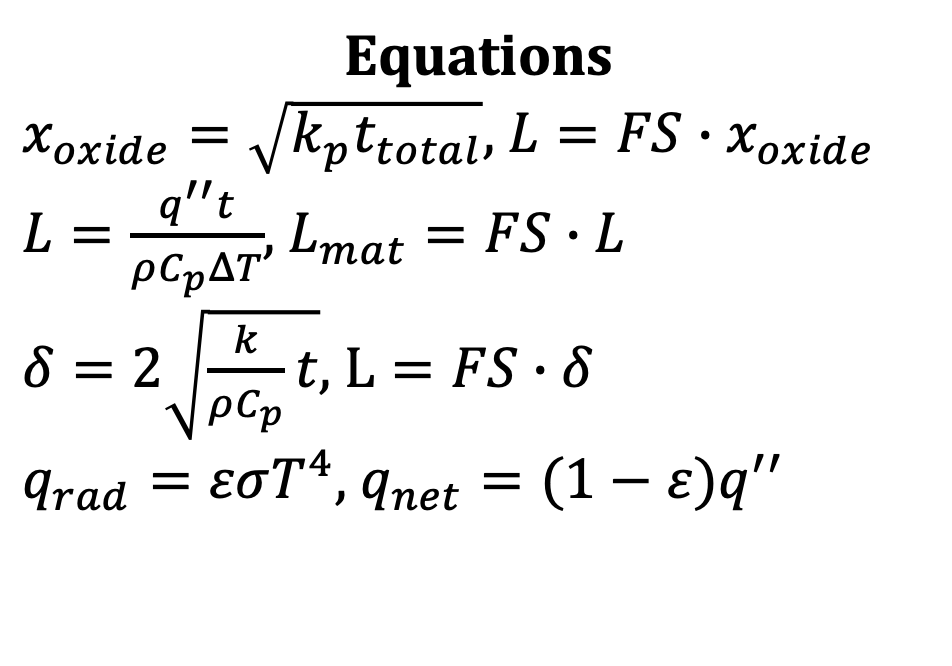 Equations
x_oxide = √(k_p t_total), L = FS · x_oxide
L = q′′t / ρC_pΔT, L_mat = FS · L
δ = 2√(k / ρC_p t), L = FS · δ
q_rad = εσT⁴, q_net = (1 − ε)q′′